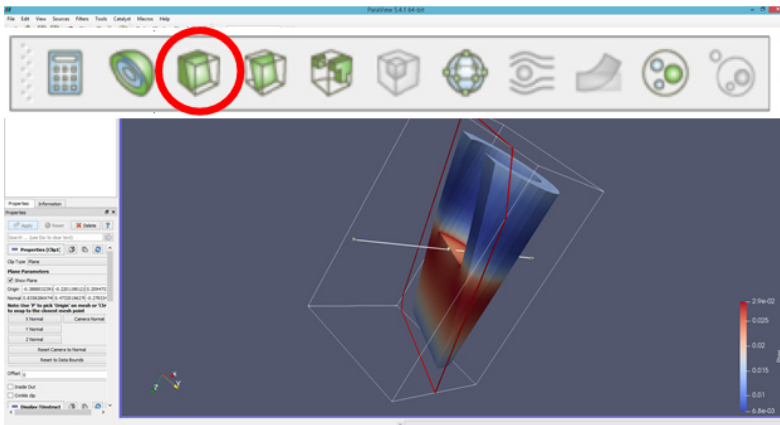 ParaView 5.4.1 64-bit
File Edit View Sources Filters Tools Catalyst Macros Help
Properties Information
Properties
Apply Reset Delete ?
Search ... (use Esc to clear text)
Properties (Clip1)
Clip Type Plane
Plane Parameters
Show Plane
Origin
Normal
Note: Use 'P' to pick 'Origin' on mesh or 'Ctr
to snap to the closest mesh point
X Normal Camera Normal
Y Normal
Z Normal
Reset Camera to Normal
Reset to Data Bounds
Offset 0
Inside Out
Crinkle clip
2.9e-02
0.025
0.02
0.015
0.01
6.8e-03
Z Y